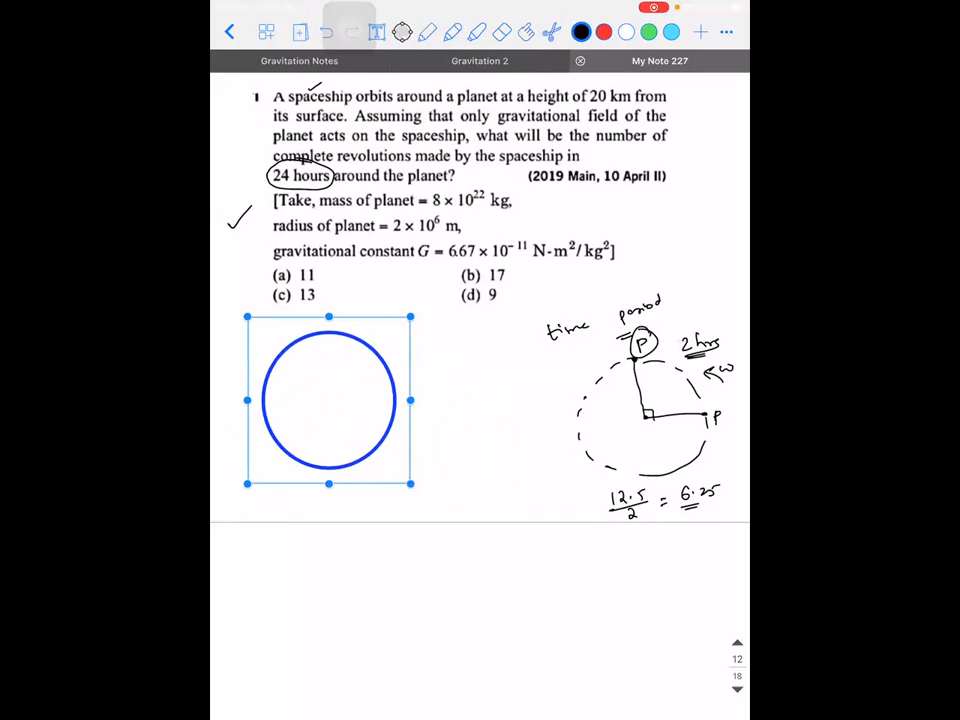 Gravitation Notes
Gravitation 2
My Note 227
1 A spaceship orbits around a planet at a height of 20 km from
its surface. Assuming that only gravitational field of the
planet acts on the spaceship, what will be the number of
complete revolutions made by the spaceship in
24 hours around the planet? (2019 Main, 10 April II)
[Take, mass of planet = 8 × 10²² kg,
radius of planet = 2 × 10⁶ m,
gravitational constant G = 6.67 × 10⁻¹¹ N-m²/kg²]
(a) 11 (b) 17
(c) 13 (d) 9
time period
P 2 hrs
ω
P
12.5/2 = 6.25
12
18